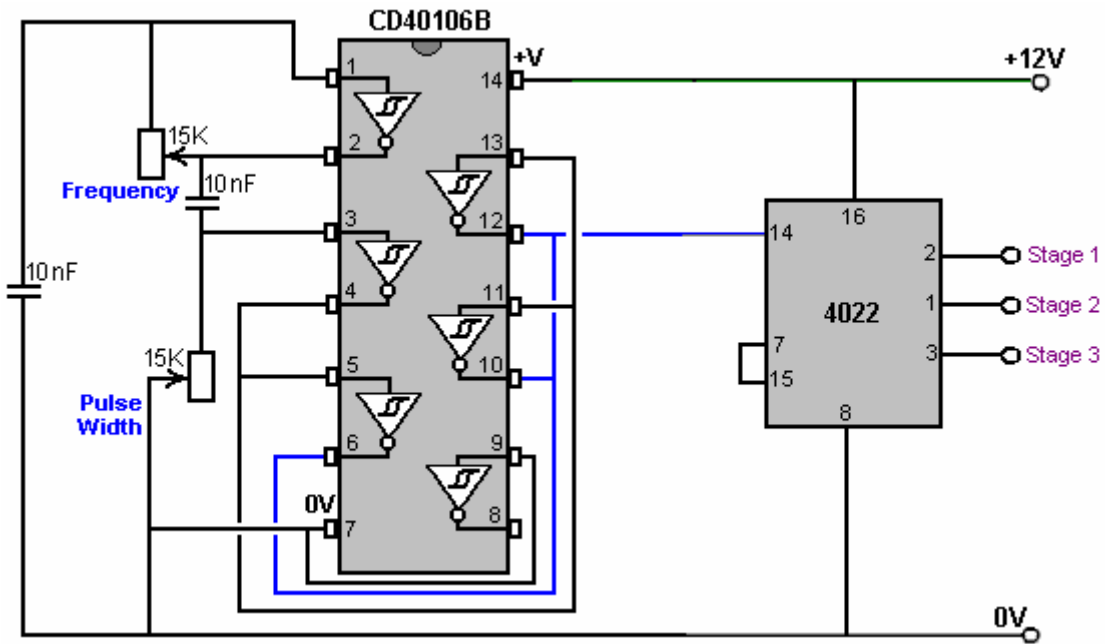 CD40106B
+V
+12V
1
14
15K
2
13
Frequency
10nF
3
12
14
16
2
Stage 1
10nF
4
11
4022
1
Stage 2
15K
5
10
7
3
Stage 3
15
Pulse
Width
8
6
9
0V
7
8
0V